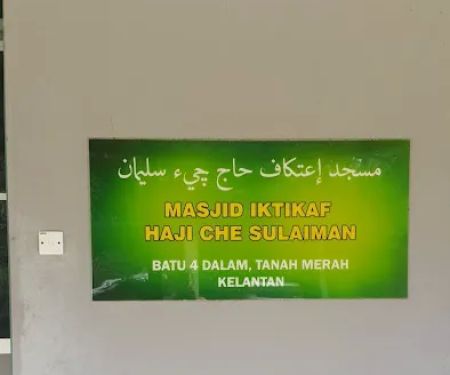 مسجد إعتكاف حاج چيء سليمان
MASJID IKTIKAF
HAJI CHE SULAIMAN
BATU 4 DALAM, TANAH MERAH
KELANTAN